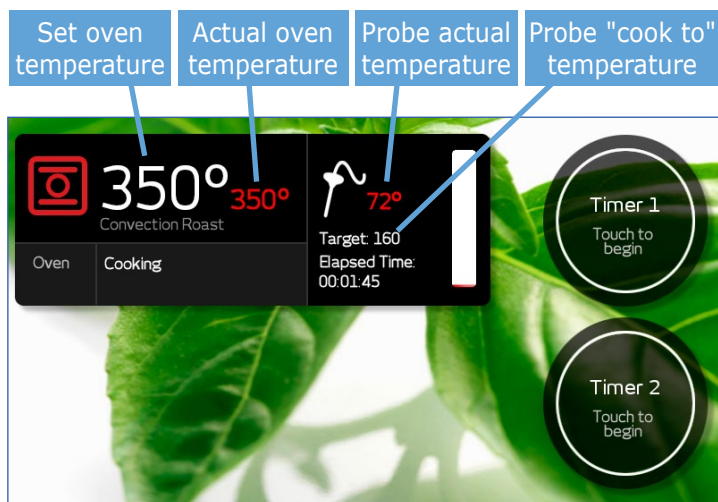 Set oven
temperature
Actual oven
temperature
Probe actual
temperature
Probe "cook to"
temperature
350°
350°
Convection Roast
Oven
Cooking
72°
Target: 160
Elapsed Time:
00:01:45
Timer 1
Touch to
begin
Timer 2
Touch to
begin